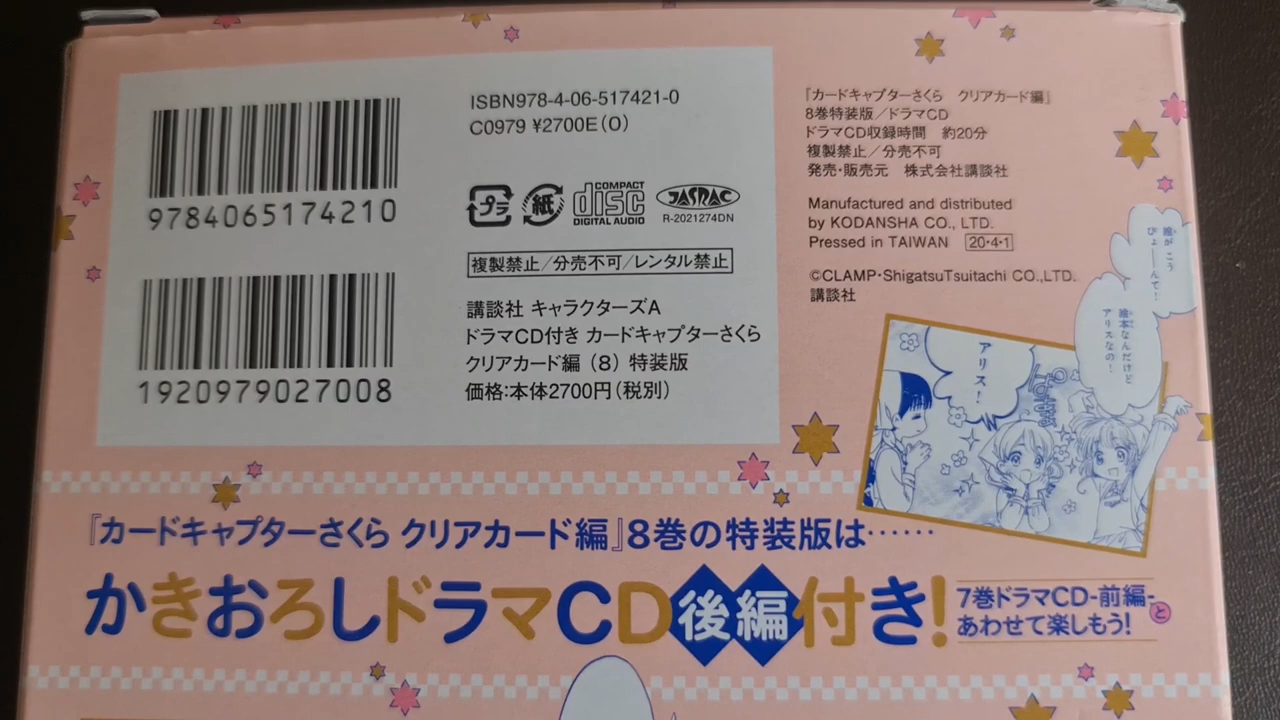 9784065174210
1920979027008
ISBN978-4-06-517421-0
C0979 ¥2700E(O)
プラ
紙
COMPACT
disc
DIGITAL AUDIO
JASRAC
R-2021274DN
複製禁止/分売不可/レンタル禁止
講談社 キャラクターズA
ドラマCD付き カードキャプターさくら
クリアカード編（8）特装版
価格:本体2700円(税別)
『カードキャプターさくら クリアカード編』
8巻特装版/ドラマCD
ドラマCD収録時間 約20分
複製禁止/分売不可
発売・販売元 株式会社講談社
Manufactured and distributed
by KODANSHA CO., LTD.
Pressed in TAIWAN 20・4・1
©CLAMP・ShigatsuTsuitachi CO.,LTD.
講談社
絵がこう
ぴょーんて!
絵本なんだけど
アリスなの!
アリス!
『カードキャプターさくら クリアカード編』8巻の特装版は……
かきおろしドラマCD後編付き!
7巻ドラマCD-前編-と
あわせて楽しもう!